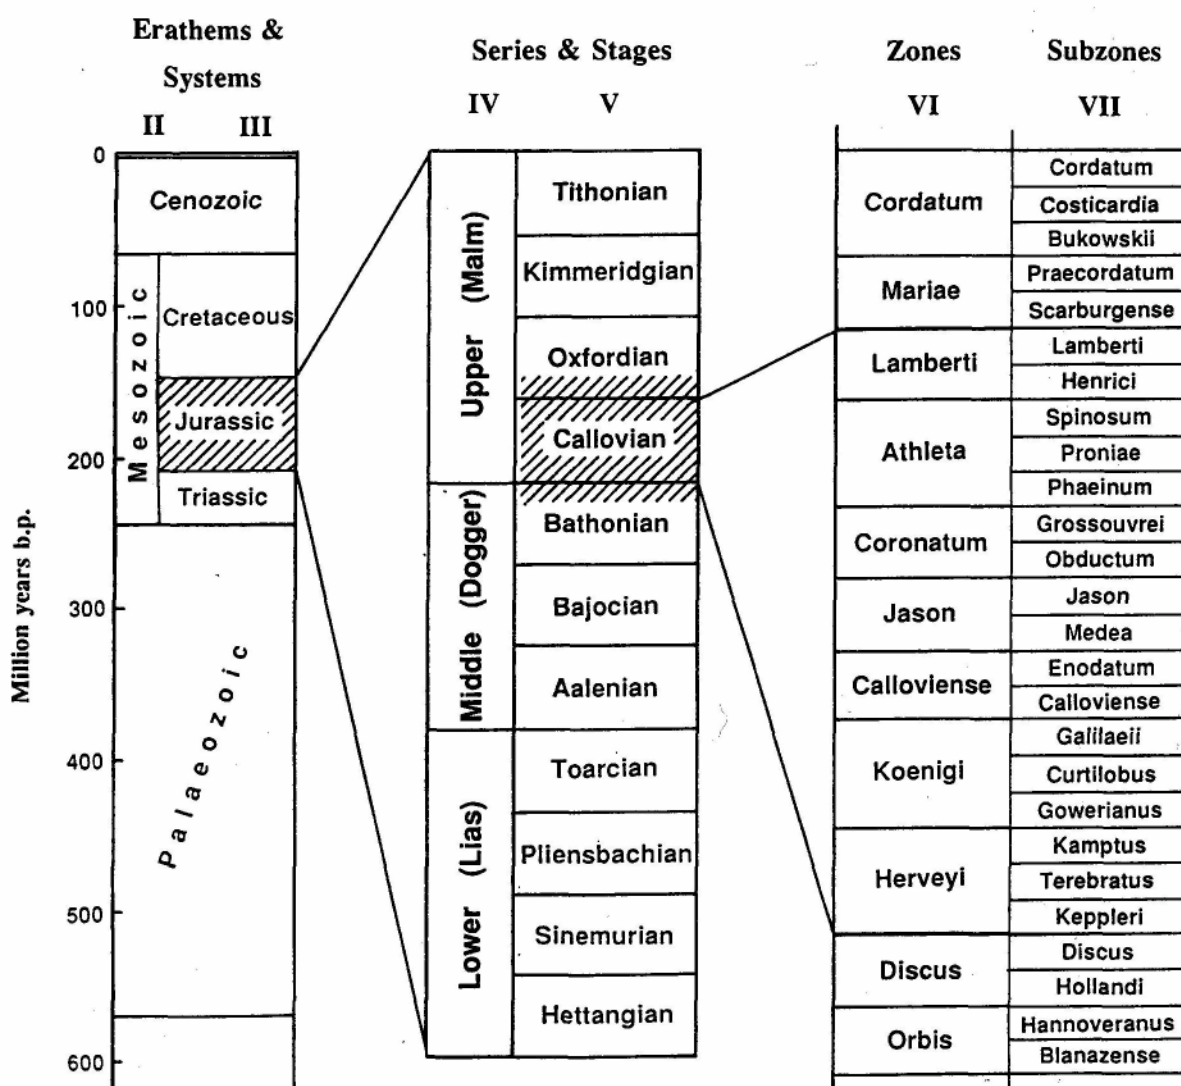 Erathems &
Systems
II III
Series & Stages
IV V
Zones
VI
Subzones
VII
Million years b.p.
0
100
200
300
400
500
600
Cenozoic
Mesozoic
Cretaceous
Jurassic
Triassic
Palaeozoic
Upper (Malm)
Middle (Dogger)
Lower (Lias)
Tithonian
Kimmeridgian
Oxfordian
Callovian
Bathonian
Bajocian
Aalenian
Toarcian
Pliensbachian
Sinemurian
Hettangian
Cordatum
Mariae
Lamberti
Athleta
Coronatum
Jason
Calloviense
Koenigi
Herveyi
Discus
Orbis
Cordatum
Costicardia
Bukowskii
Praecordatum
Scarburgense
Lamberti
Henrici
Spinosum
Proniae
Phaeinum
Grossouvrei
Obductum
Jason
Medea
Enodatum
Calloviense
Galilaeii
Curtilobus
Gowerianus
Kamptus
Terebratus
Keppleri
Discus
Hollandi
Hannoveranus
Blanazense